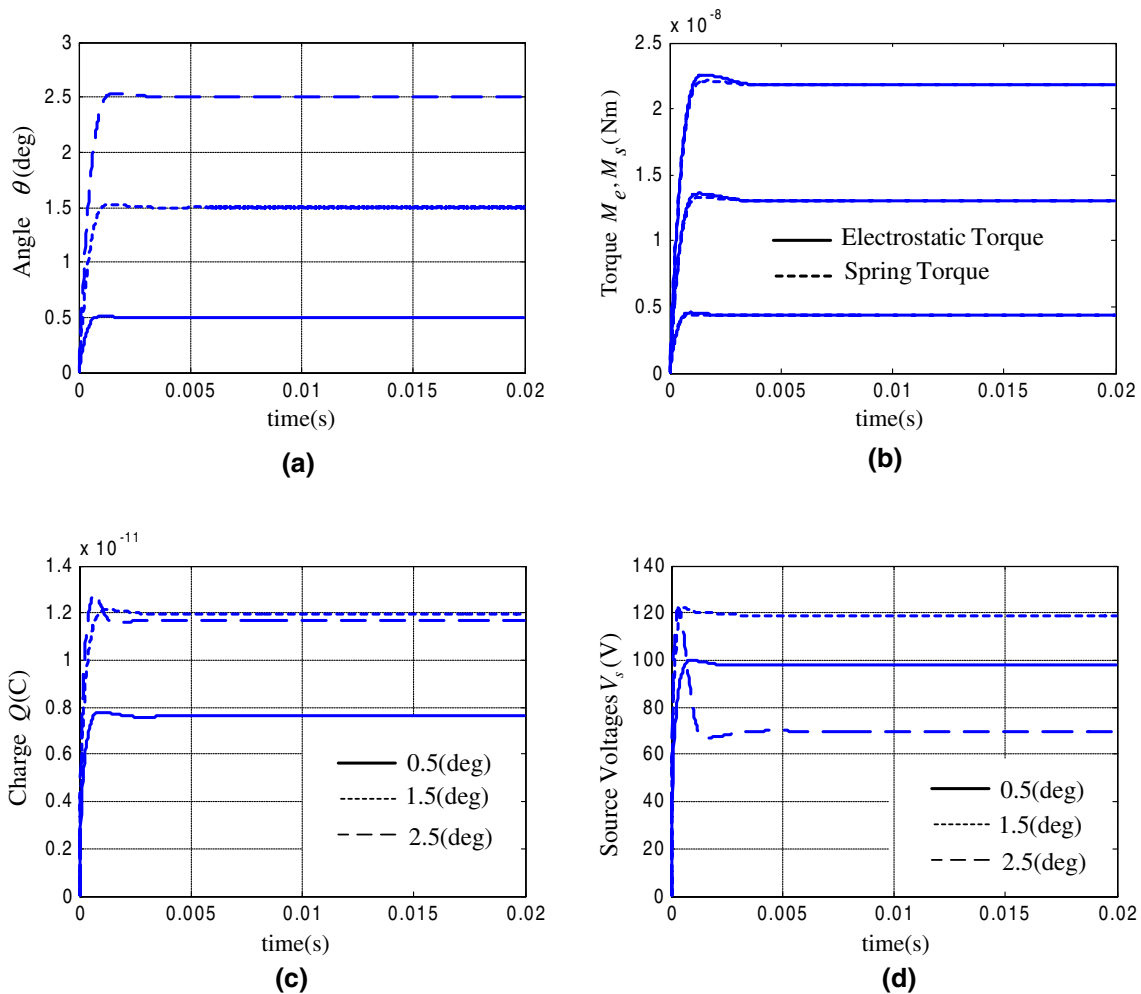 3
2.5
2
1.5
1
0.5
0
Angle θ(deg)
0 0.005 0.01 0.015 0.02
time(s)
(a)
x 10 -8
2.5
2
1.5
1
0.5
0
Torque M e, M s (Nm)
Electrostatic Torque
Spring Torque
0 0.005 0.01 0.015 0.02
time(s)
(b)
x 10 -11
1.4
1.2
1
0.8
0.6
0.4
0.2
0
Charge Q(C)
0.5(deg)
1.5(deg)
2.5(deg)
0 0.005 0.01 0.015 0.02
time(s)
(c)
140
120
100
80
60
40
20
0
Source Voltages V s (V)
0.5(deg)
1.5(deg)
2.5(deg)
0 0.005 0.01 0.015 0.02
time(s)
(d)